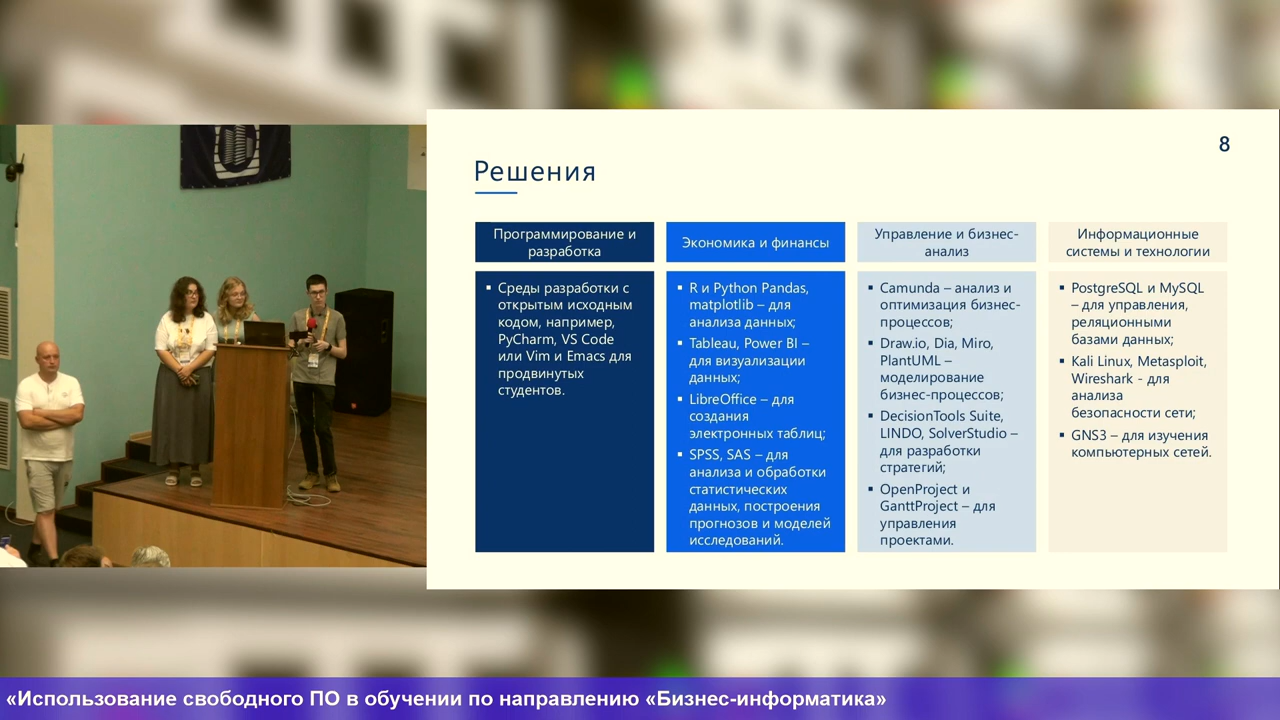 8
Решения
Программирование и
разработка
▪ Среды разработки с
открытым исходным
кодом, например,
PyCharm, VS Code
или Vim и Emacs для
продвинутых
студентов.
Экономика и финансы
▪ R и Python Pandas,
matplotlib – для
анализа данных;
▪ Tableau, Power BI –
для визуализации
данных;
▪ LibreOffice – для
создания
электронных таблиц;
▪ SPSS, SAS – для
анализа и обработки
статистических
данных, построения
прогнозов и моделей
исследований.
Управление и бизнес-
анализ
▪ Camunda – анализ и
оптимизация бизнес-
процессов;
▪ Draw.io, Dia, Miro,
PlantUML –
моделирование
бизнес-процессов;
▪ DecisionTools Suite,
LINDO, SolverStudio –
для разработки
стратегий;
▪ OpenProject и
GanttProject – для
управления
проектами.
Информационные
системы и технологии
▪ PostgreSQL и MySQL
– для управления,
реляционными
базами данных;
▪ Kali Linux, Metasploit,
Wireshark - для
анализа
безопасности сети;
▪ GNS3 – для изучения
компьютерных сетей.
«Использование свободного ПО в обучении по направлению «Бизнес-информатика»